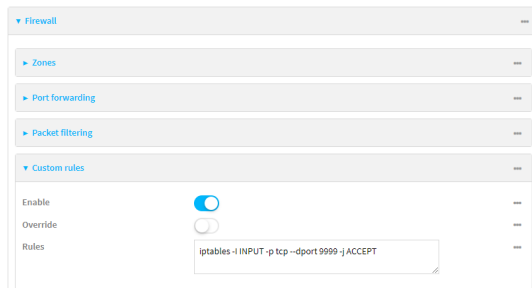 Firewall
Zones
Port forwarding
Packet filtering
Custom rules
Enable
Override
Rules
iptables -I INPUT -p tcp --dport 9999 -j ACCEPT